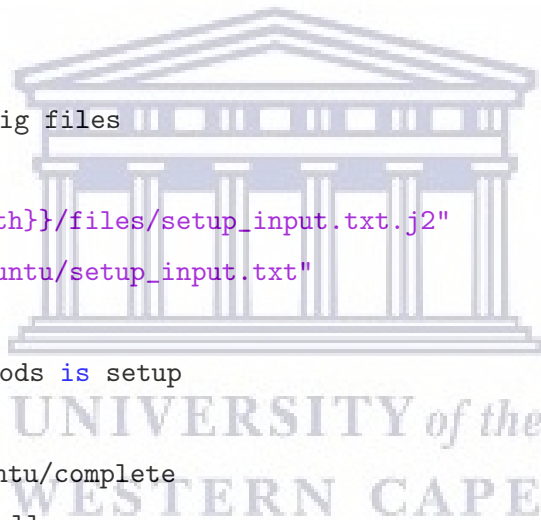 ig files
th}}/files/setup_input.txt.j2"
untu/setup_input.txt"
ods is setup
UNIVERSITY of the
ntu/complete
WESTERN CAPE